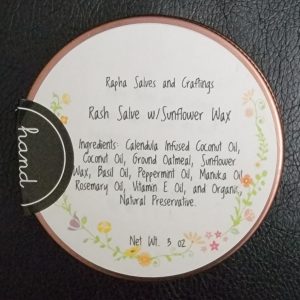 Rapha Salves and Craftings
Rash Salve w/Sunflower Wax
Ingredients: Calendula Infused Coconut Oil,
Coconut Oil, Ground Oatmeal, Sunflower
Wax, Basil Oil, Peppermint Oil, Manuka Oil
Rosemary Oil, Vitamin E Oil, and Organic
Natural Preservative.
Net Wt. 3 oz
hand